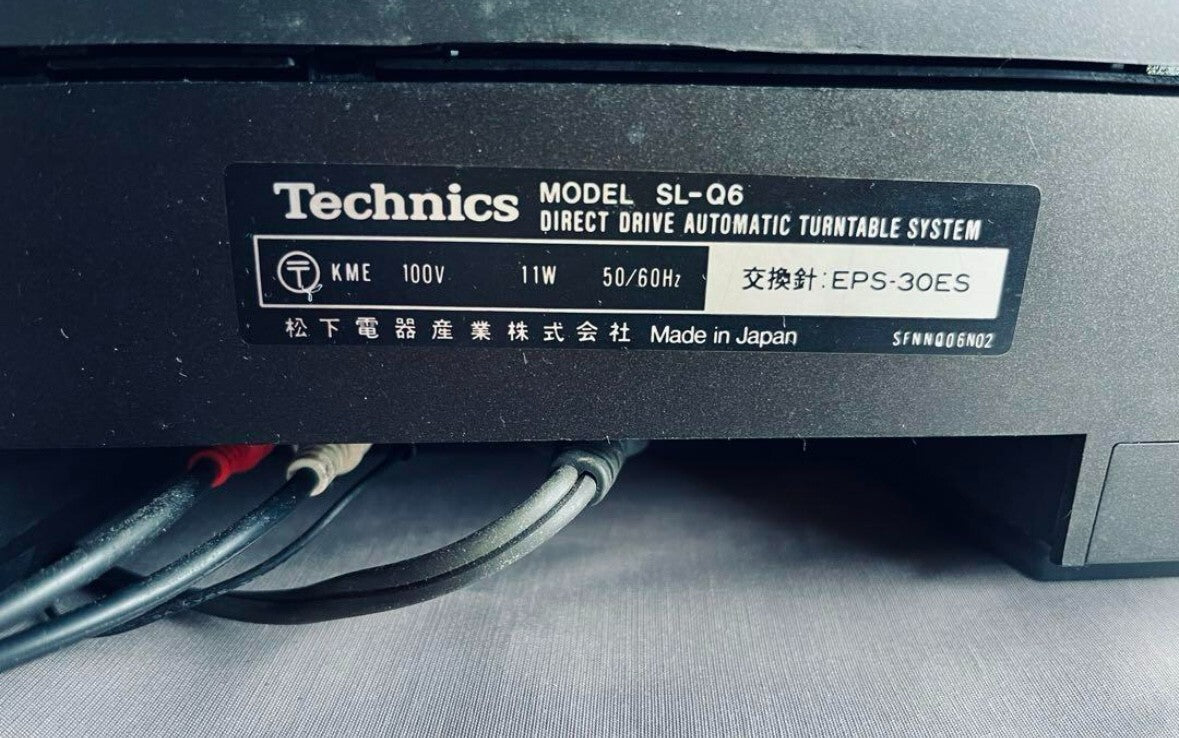 Technics MODEL SL-Q6
DIRECT DRIVE AUTOMATIC TURNTABLE SYSTEM
〒 KME 100V 11W 50/60Hz 交換針:EPS-30ES
松下電器産業株式会社 Made in Japan SFNNQ06N02